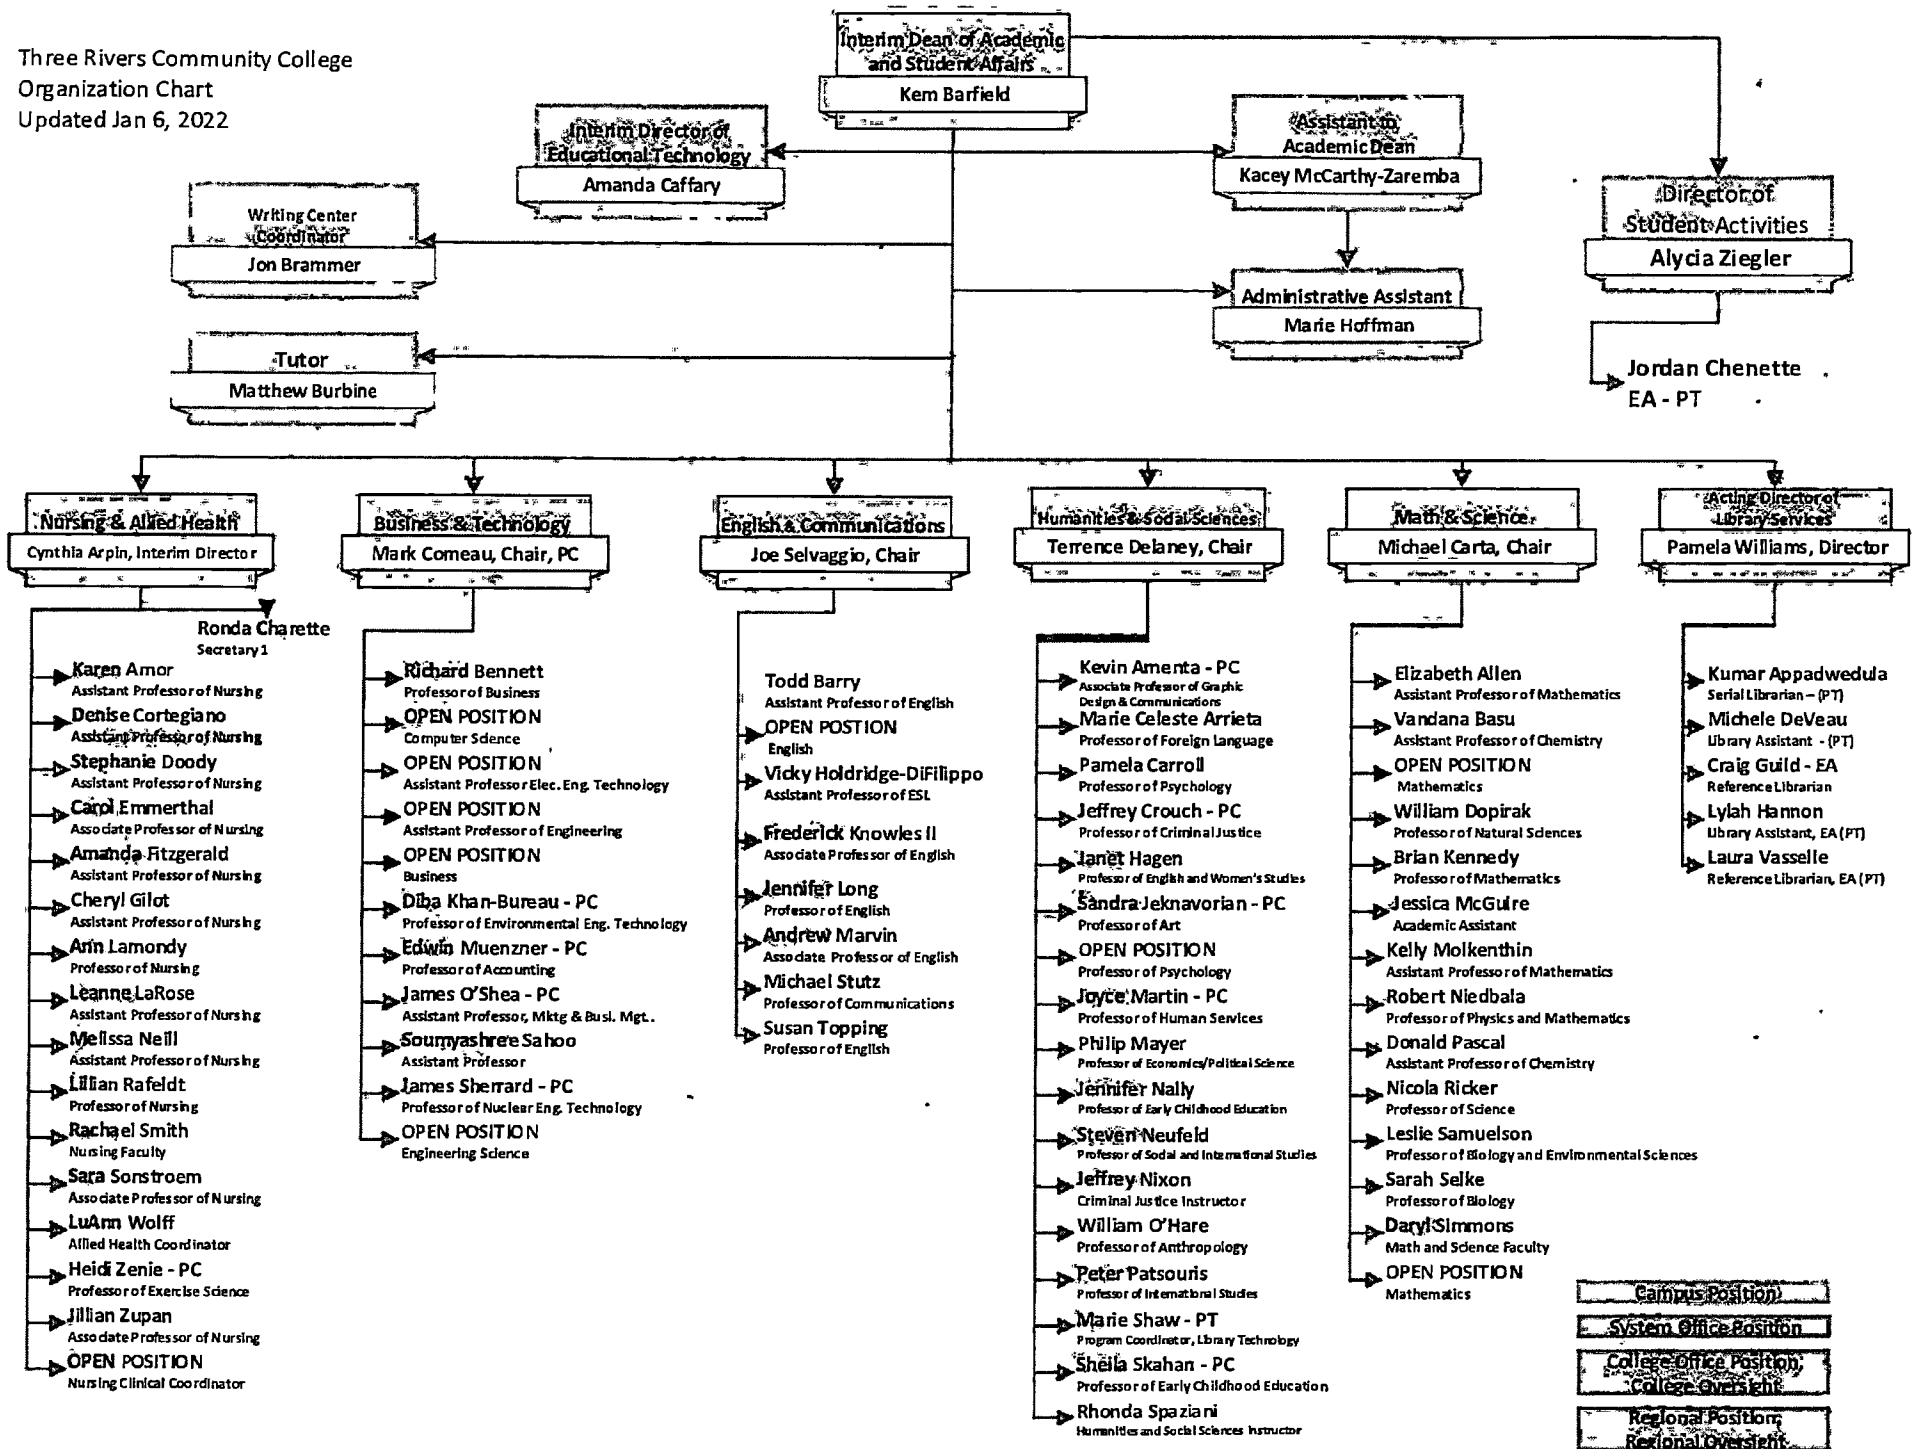 Three Rivers Community College
Organization Chart
Updated Jan 6, 2022
Interim Dean of Academic
and Student Affairs
Kem Barfield
Interim Director of
Educational Technology
Amanda Caffary
Assistant to
Academic Dean
Kacey McCarthy-Zaremba
Director of
Student Activities
Alycia Ziegler
Writing Center
Coordinator
Jon Brammer
Administrative Assistant
Marie Hoffman
Tutor
Matthew Burbine
Jordan Chenette
EA - PT
Nursing & Allied Health
Cynthia Arpin, Interim Director
Ronda Charette
Secretary 1
Karen Amor
Assistant Professor of Nursing
Denise Cortegiano
Assistant Professor of Nursing
Stephanie Doody
Assistant Professor of Nursing
Carol Emmerthal
Associate Professor of Nursing
Amanda Fitzgerald
Assistant Professor of Nursing
Cheryl Gilot
Assistant Professor of Nursing
Ann Lamondy
Professor of Nursing
Leanne LaRose
Assistant Professor of Nursing
Melissa Neill
Assistant Professor of Nursing
Lillian Rafeldt
Professor of Nursing
Rachael Smith
Nursing Faculty
Sara Sonstroem
Associate Professor of Nursing
LuAnn Wolff
Allied Health Coordinator
Heidi Zenie - PC
Professor of Exercise Science
Jillian Zupan
Associate Professor of Nursing
OPEN POSITION
Nursing Clinical Coordinator
Business & Technology
Mark Comeau, Chair, PC
Richard Bennett
Professor of Business
OPEN POSITION
Computer Science
OPEN POSITION
Assistant Professor Elec. Eng. Technology
OPEN POSITION
Assistant Professor of Engineering
OPEN POSITION
Business
Diba Khan-Bureau - PC
Professor of Environmental Eng. Technology
Edwin Muenzner - PC
Professor of Accounting
James O'Shea - PC
Assistant Professor, Mktg & Busi. Mgt..
Soumyashree Sahoo
Assistant Professor
James Sherrard - PC
Professor of Nuclear Eng. Technology
OPEN POSITION
Engineering Science
English & Communications
Joe Selvaggio, Chair
Todd Barry
Assistant Professor of English
OPEN POSTION
English
Vicky Holdridge-DiFilippo
Assistant Professor of ESL
Frederick Knowles II
Associate Professor of English
Jennifer Long
Professor of English
Andrew Marvin
Associate Professor of English
Michael Stutz
Professor of Communications
Susan Topping
Professor of English
Humanities & Social Sciences
Terrence Delaney, Chair
Kevin Amenta - PC
Associate Professor of Graphic
Design & Communications
Marie Celeste Arrieta
Professor of Foreign Language
Pamela Carroll
Professor of Psychology
Jeffrey Crouch - PC
Professor of Criminal Justice
Janet Hagen
Professor of English and Women's Studies
Sandra Jeknavorian - PC
Professor of Art
OPEN POSITION
Professor of Psychology
Joyce Martin - PC
Professor of Human Services
Philip Mayer
Professor of Economics/Political Science
Jennifer Nally
Professor of Early Childhood Education
Steven Neufeld
Professor of Social and International Studies
Jeffrey Nixon
Criminal Justice Instructor
William O'Hare
Professor of Anthropology
Peter Patsouris
Professor of International Studies
Marie Shaw - PT
Program Coordinator, Library Technology
Sheila Skahan - PC
Professor of Early Childhood Education
Rhonda Spaziani
Humanities and Social Sciences Instructor
Math & Science
Michael Carta, Chair
Elizabeth Allen
Assistant Professor of Mathematics
Vandana Basu
Assistant Professor of Chemistry
OPEN POSITION
Mathematics
William Dopirak
Professor of Natural Sciences
Brian Kennedy
Professor of Mathematics
Jessica McGuire
Academic Assistant
Kelly Molkenthin
Assistant Professor of Mathematics
Robert Niedbala
Professor of Physics and Mathematics
Donald Pascal
Assistant Professor of Chemistry
Nicola Ricker
Professor of Science
Leslie Samuelson
Professor of Biology and Environmental Sciences
Sarah Selke
Professor of Biology
Daryl Simmons
Math and Science Faculty
OPEN POSITION
Mathematics
Acting Director of
Library Services
Pamela Williams, Director
Kumar Appadwedula
Serial Librarian – (PT)
Michele DeVeau
Library Assistant - (PT)
Craig Guild - EA
Reference Librarian
Lylah Hannon
Library Assistant, EA (PT)
Laura Vasselle
Reference Librarian, EA (PT)
Campus Position
System Office Position
College Office Position,
College Oversight
Regional Position,
Regional Oversight